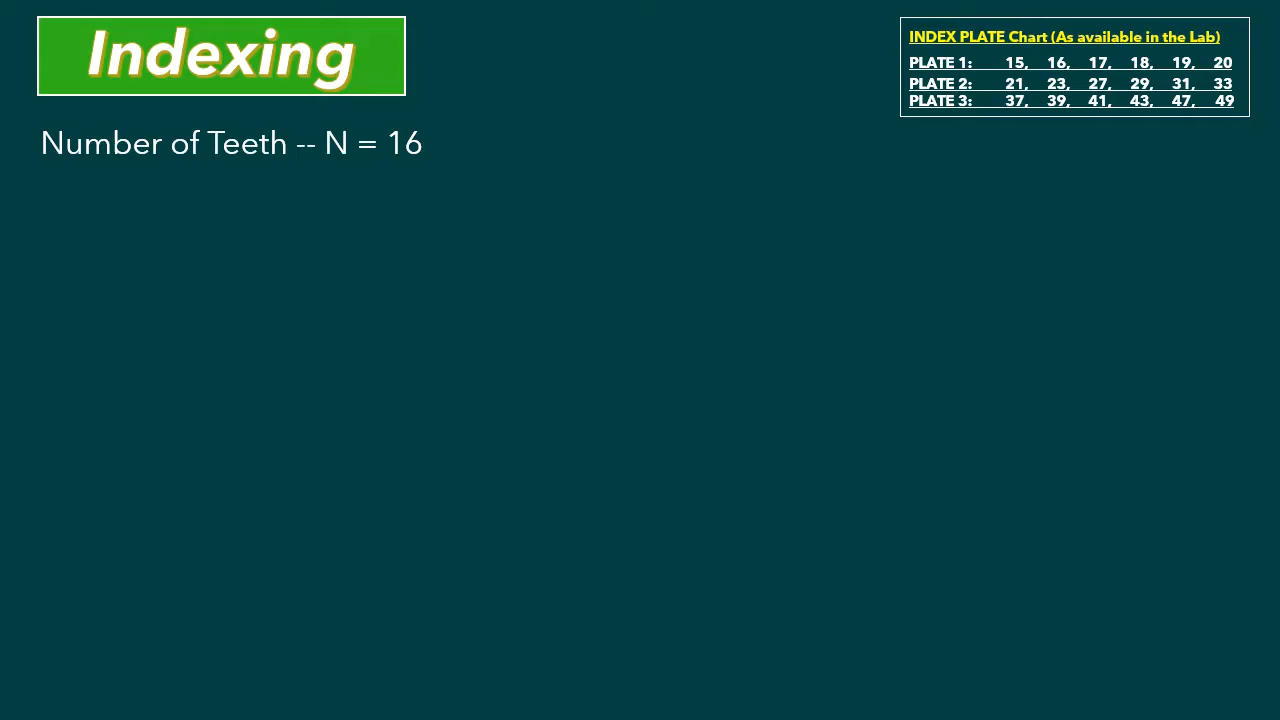 Indexing
INDEX PLATE Chart (As available in the Lab)
PLATE 1: 15, 16, 17, 18, 19, 20
PLATE 2: 21, 23, 27, 29, 31, 33
PLATE 3: 37, 39, 41, 43, 47, 49
Number of Teeth -- N = 16